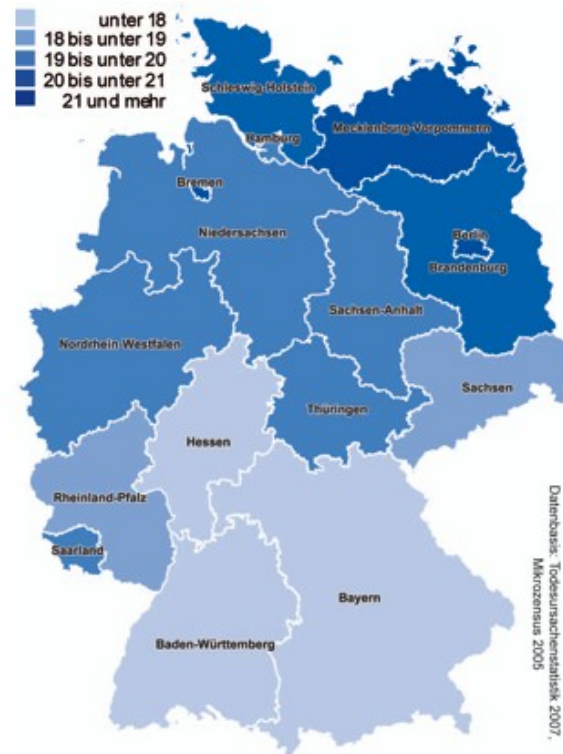 unter 18
18 bis unter 19
19 bis unter 20
20 bis unter 21
21 und mehr
Schleswig-Holstein
Mecklenburg-Vorpommern
Hamburg
Bremen
Niedersachsen
Berlin
Brandenburg
Sachsen-Anhalt
Nordrhein-Westfalen
Sachsen
Thüringen
Hessen
Rheinland-Pfalz
Saarland
Bayern
Baden-Württemberg
Datenbasis: Todesursachenstatistik 2007,
Mikrozensus 2005